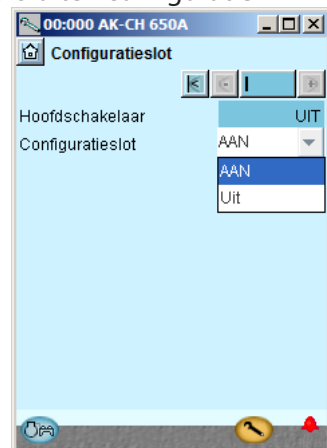 00:000 AK-CH 650A
Configuratieslot
Hoofdschakelaar UIT
Configuratieslot AAN
AAN
Uit